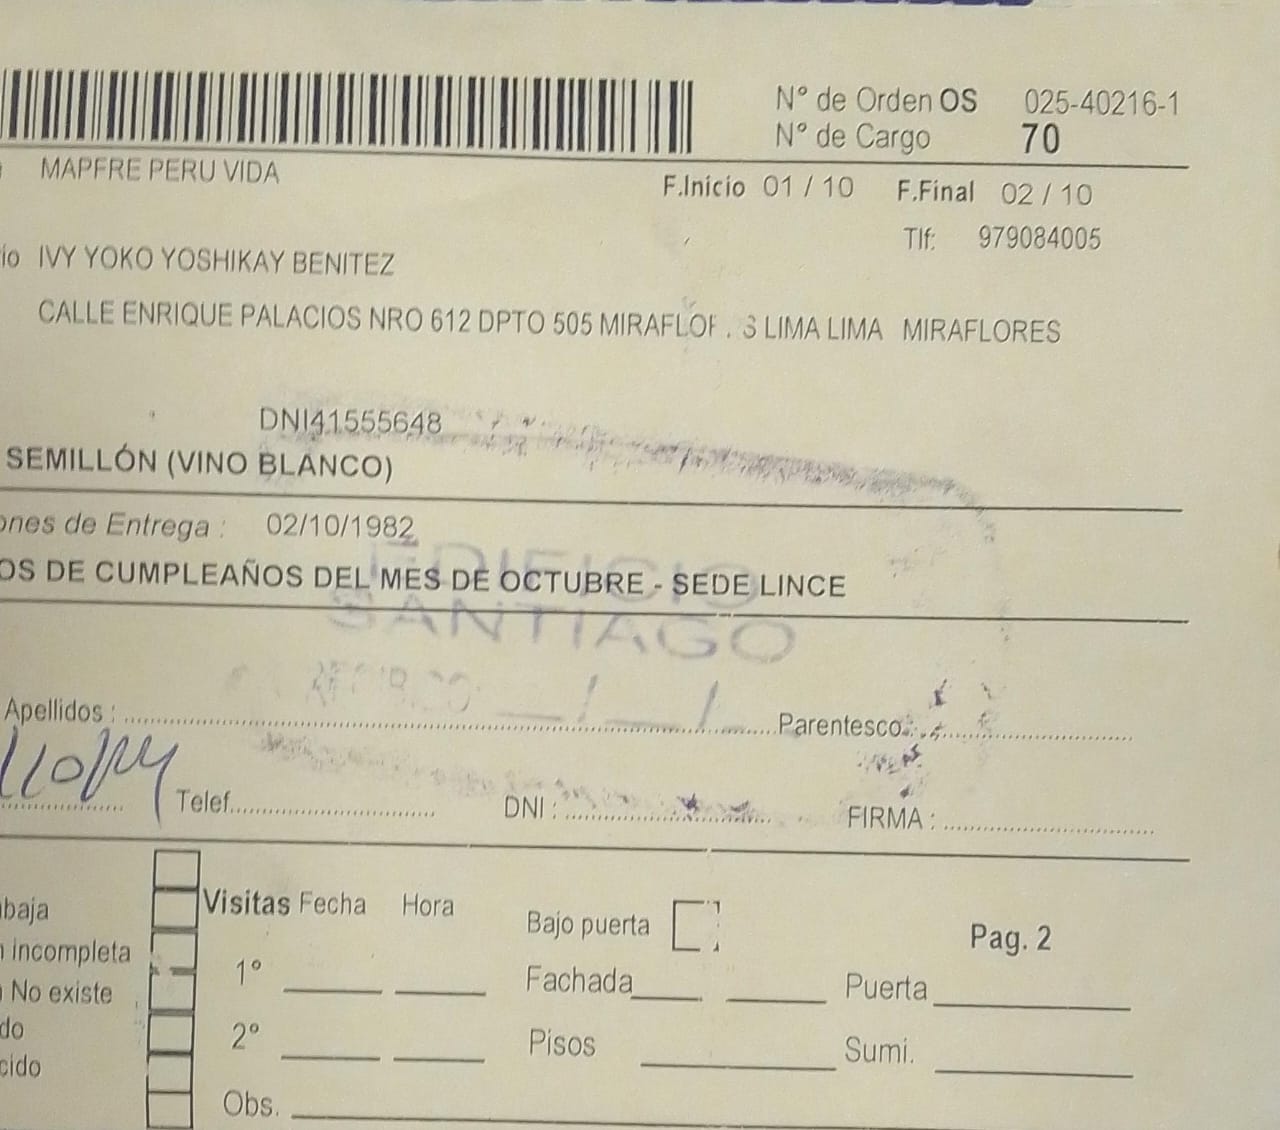 N° de Orden OS 025-40216-1
N° de Cargo 70
MAPFRE PERU VIDA
F.Inicio 01 / 10 F.Final 02 / 10
Tlf: 979084005
io IVY YOKO YOSHIKAY BENITEZ
CALLE ENRIQUE PALACIOS NRO 612 DPTO 505 LIMA LIMA MIRAFLORES
DNI41555648
SEMILLÓN (VINO BLANCO)
ones de Entrega : 02/10/1982
OS DE CUMPLEAÑOS DEL MES DE OCTUBRE - SEDE LINCE
EDIFICIO
SANTIAGO
Apellidos : Parentesco:
Telef. DNI : FIRMA :
Visitas Fecha Hora
baja
Bajo puerta
Pag. 2
incompleta
1°
Fachada
Puerta
No existe
do
2°
Pisos
Sumi.
cido
Obs.